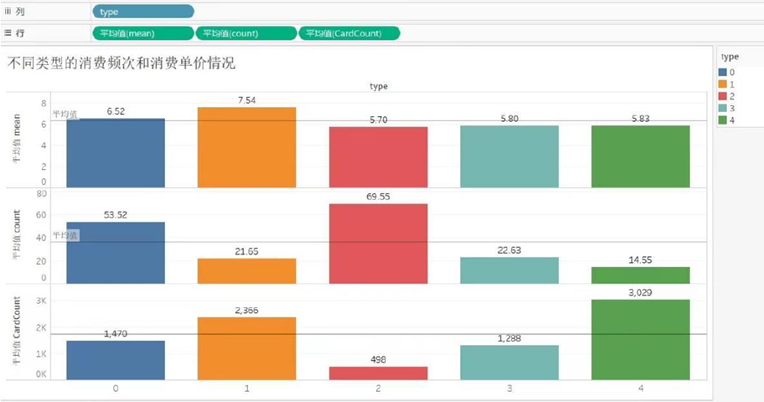 列 type
行 平均值(mean) 平均值(count) 平均值(CardCount)
不同类型的消费频次和消费单价情况
type
平均值 mean
8
6
4
2
0
平均值
6.52 7.54 5.70 5.80 5.83
平均值 count
80
60
40
20
0
平均值
53.52 21.65 69.55 22.63 14.55
平均值 CardCount
3K
2K
1K
0K
1,470 2,366 498 1,288 3,029
0 1 2 3 4
type
0
1
2
3
4